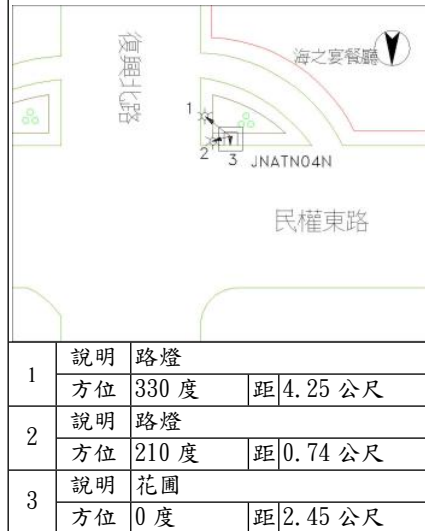 復興北路
海之宴餐廳
1
2
3
JNATN04N
民權東路
1 說明 路燈
方位 330 度 距 4.25 公尺
2 說明 路燈
方位 210 度 距 0.74 公尺
3 說明 花圃
方位 0 度 距 2.45 公尺